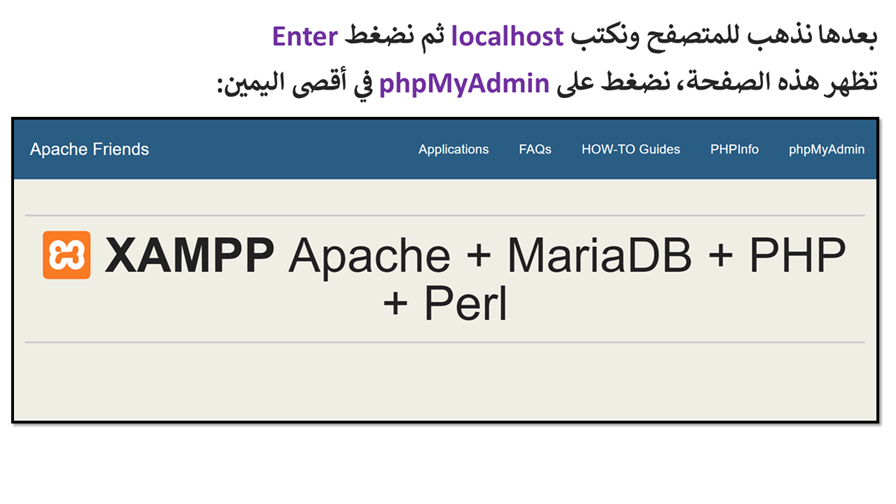 بعدها نذهب للمتصفح ونكتب localhost ثم نضغط Enter
تظهر هذه الصفحة، نضغط على phpMyAdmin في أقصى اليمين:
Apache Friends Applications FAQs HOW-TO Guides PHPInfo phpMyAdmin
XAMPP Apache + MariaDB + PHP
+ Perl